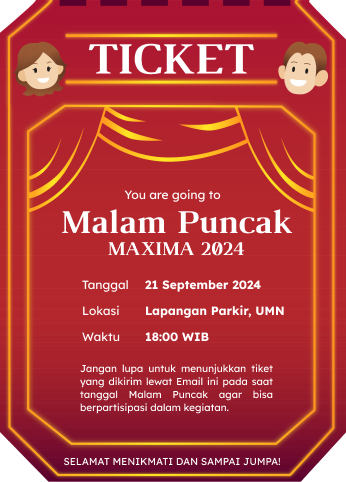 TICKET
You are going to
Malam Puncak
MAXIMA 2024
Tanggal 21 September 2024
Lokasi Lapangan Parkir, UMN
Waktu 18:00 WIB
Jangan lupa untuk menunjukkan tiket
yang dikirim lewat Email ini pada saat
tanggal Malam Puncak agar bisa
berpartisipasi dalam kegiatan.
SELAMAT MENIKMATI DAN SAMPAI JUMPA!